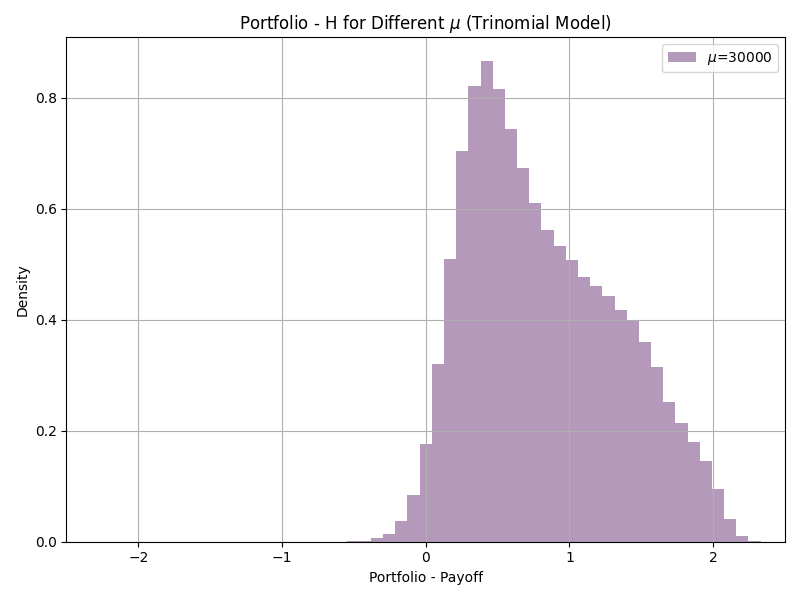 Portfolio - H for Different μ (Trinomial Model)
μ=30000
Density
0.8
0.6
0.4
0.2
0.0
−2
−1
0
1
2
Portfolio - Payoff